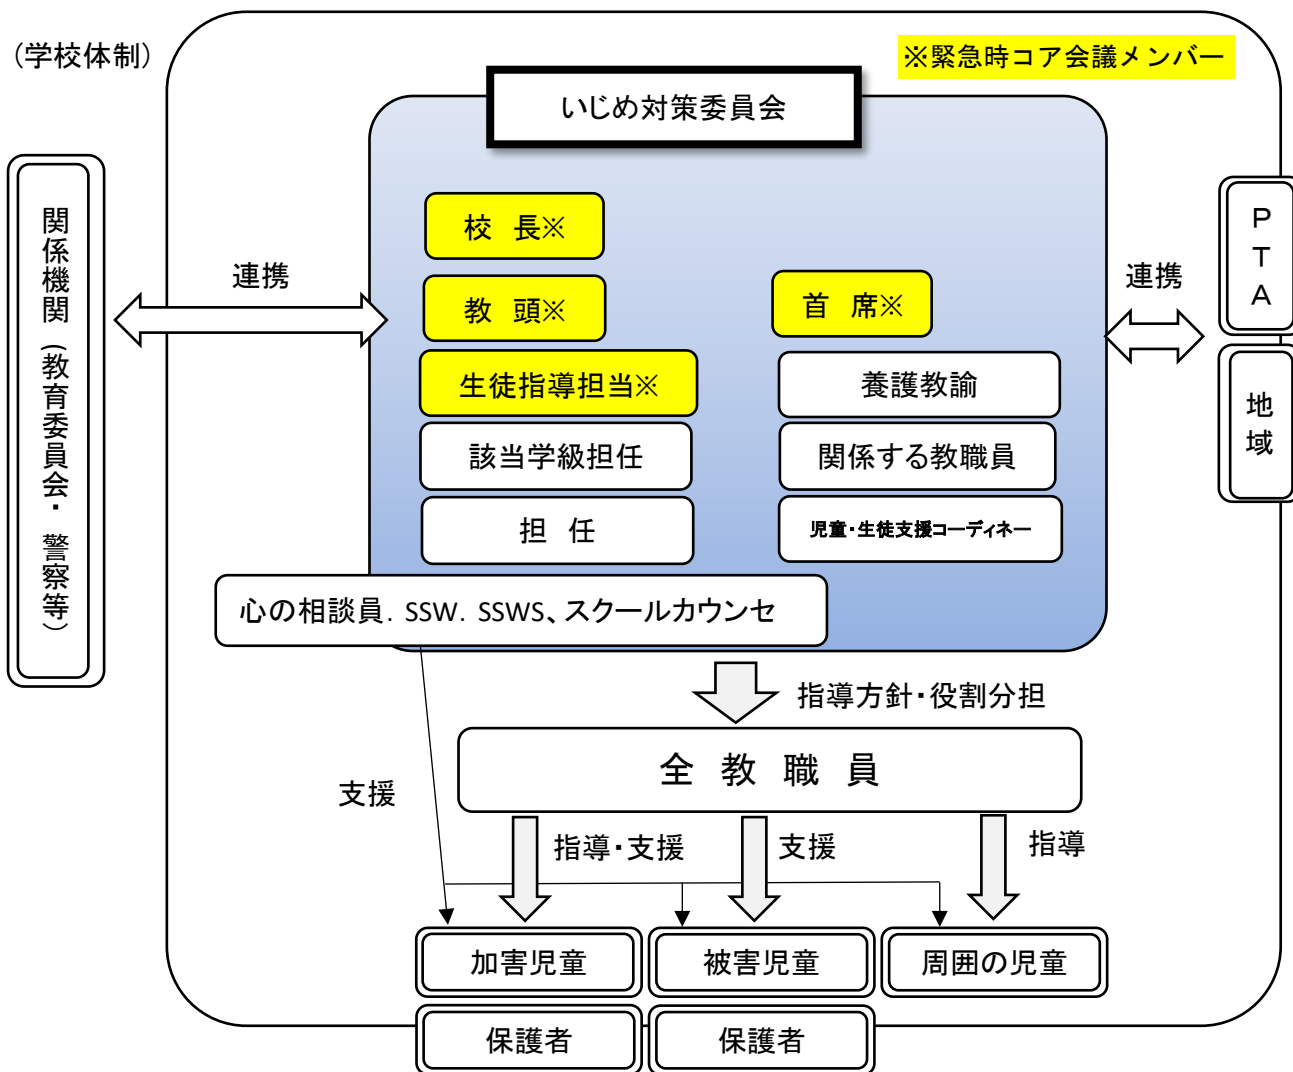 (学校体制)
※緊急時コア会議メンバー
いじめ対策委員会
校　長※
教　頭※
首　席※
生徒指導担当※
養護教諭
該当学級担任
関係する教職員
担　任
児童・生徒支援コーディネー
心の相談員．SSW．SSWS、スクールカウンセ
関係機関（教育委員会・　警察等）
連携
連携
PTA
地域
指導方針・役割分担
全　教　職　員
支援
指導・支援
支援
指導
加害児童
被害児童
周囲の児童
保護者
保護者